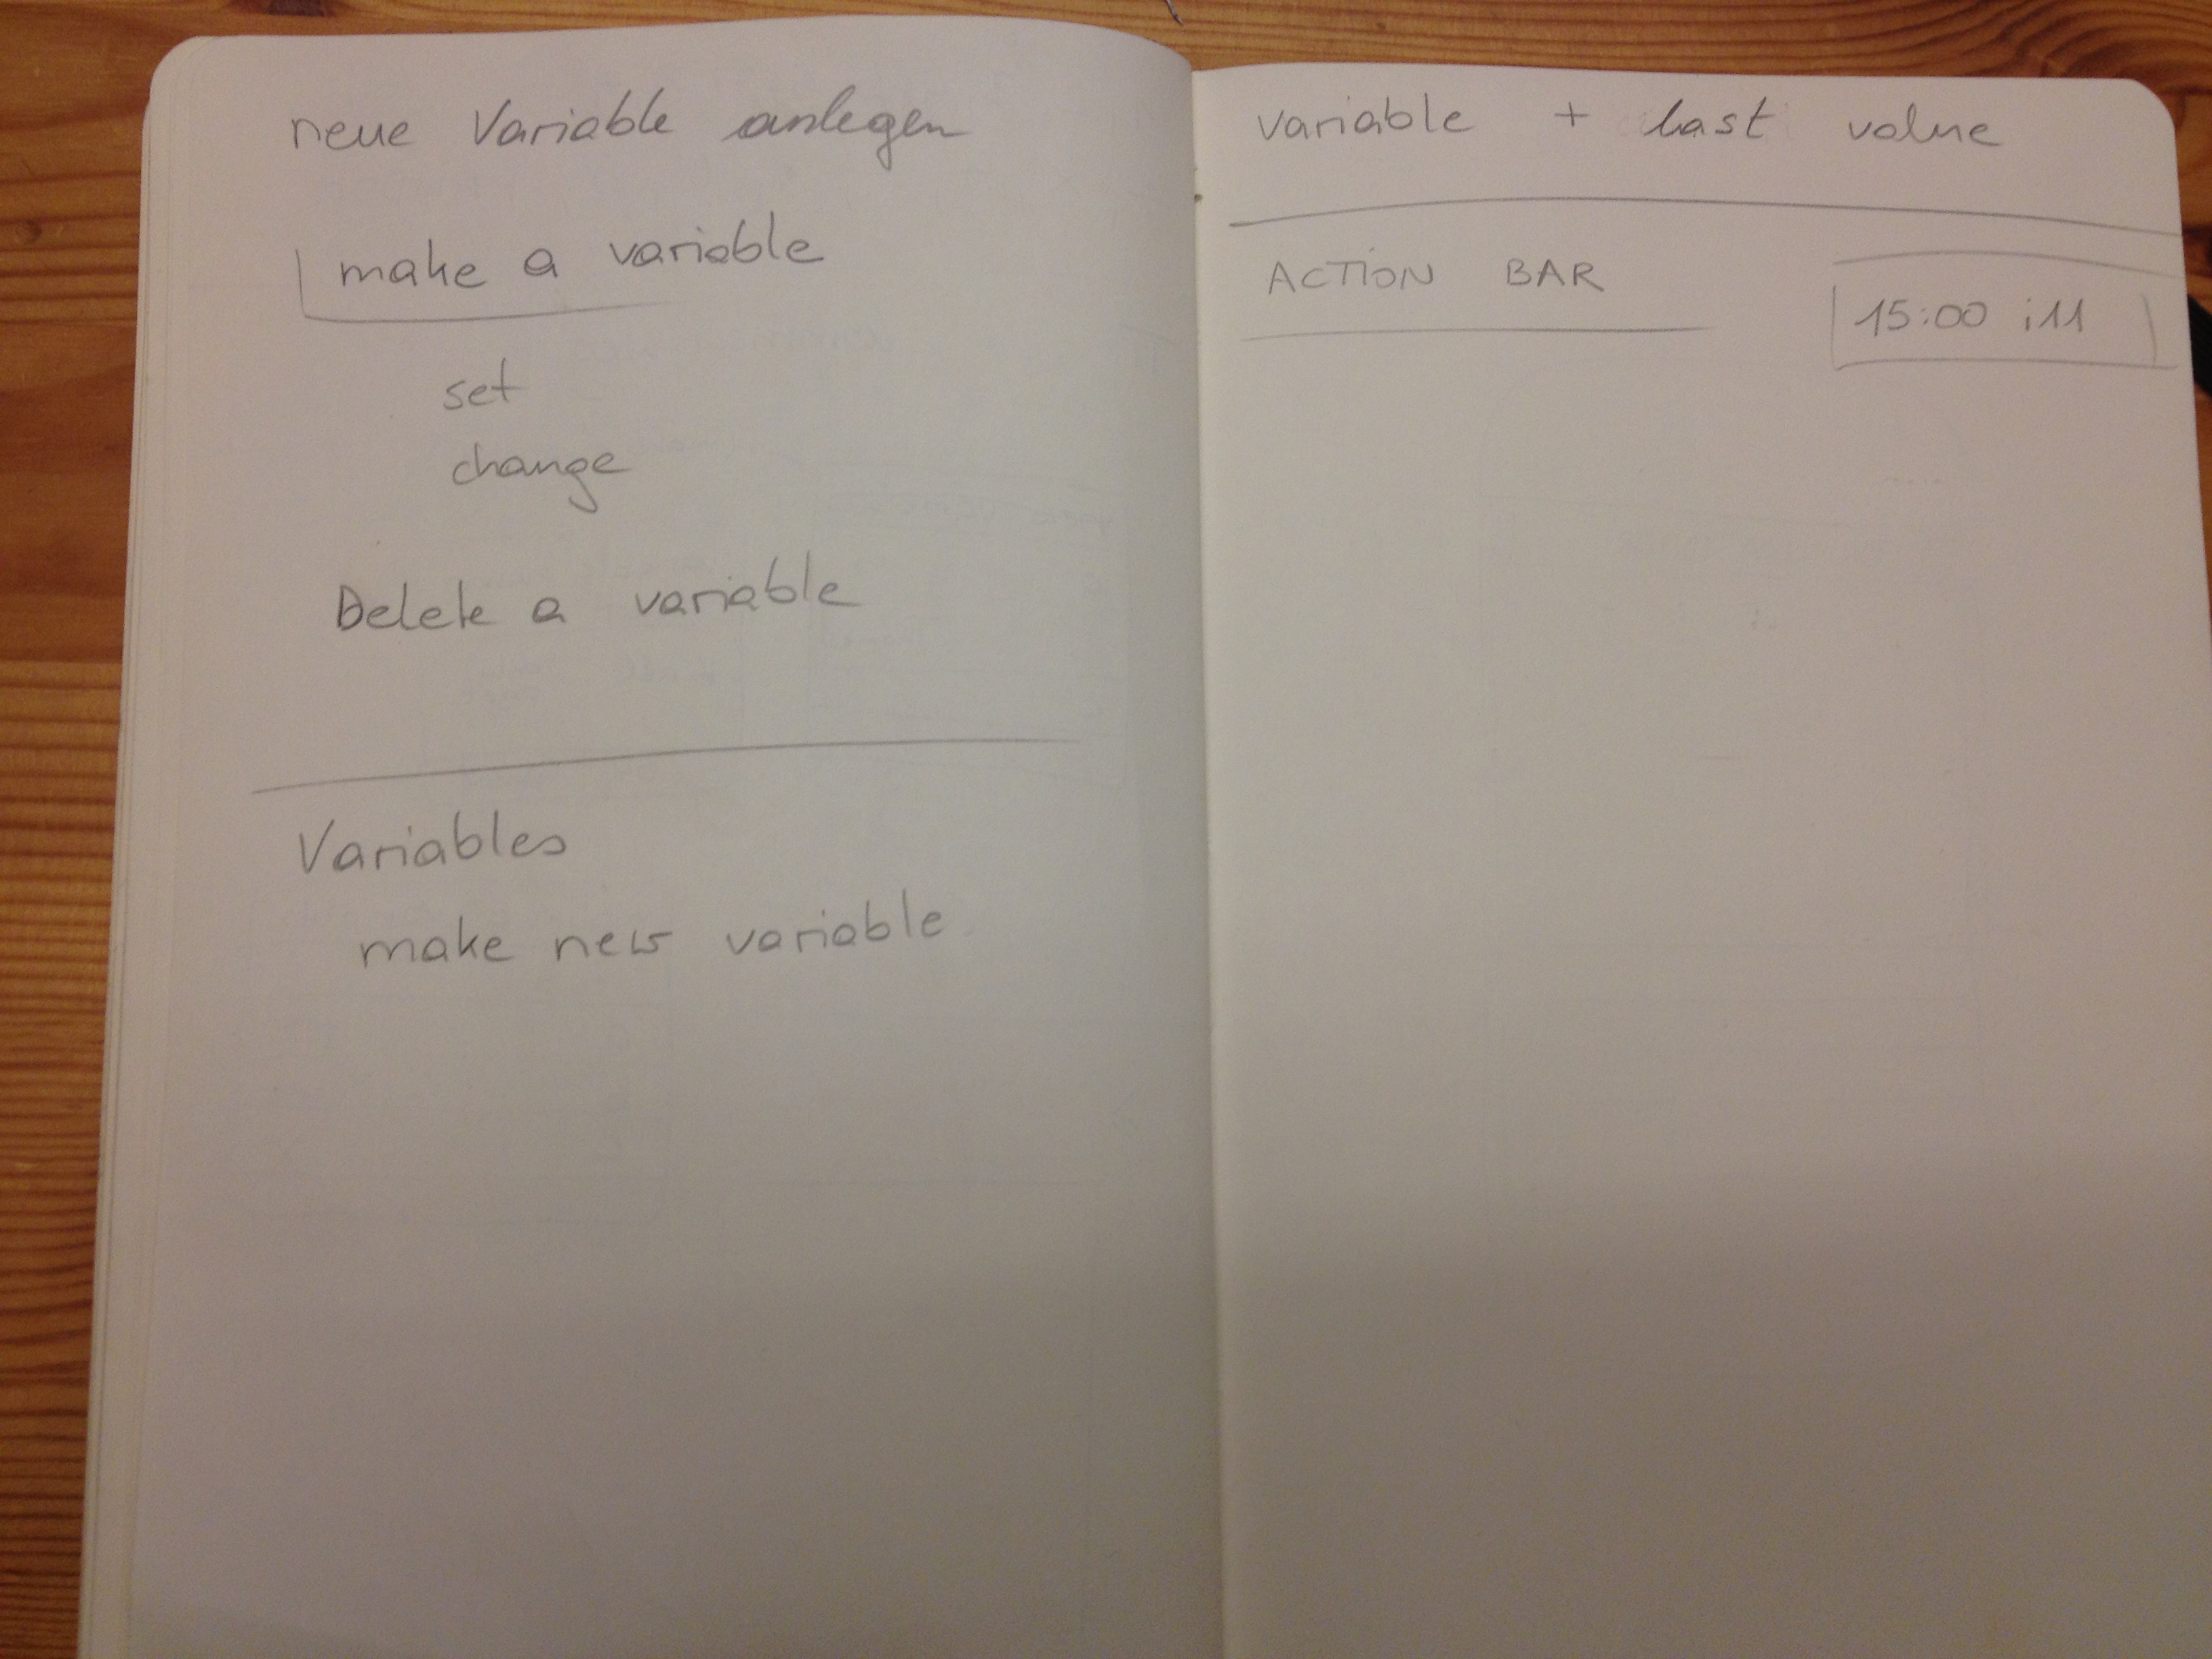 neue Variable anlegen
make a variable
set
change
Delete a variable
Variables
make new variable
variable + last value
ACTION BAR
15:00 i11